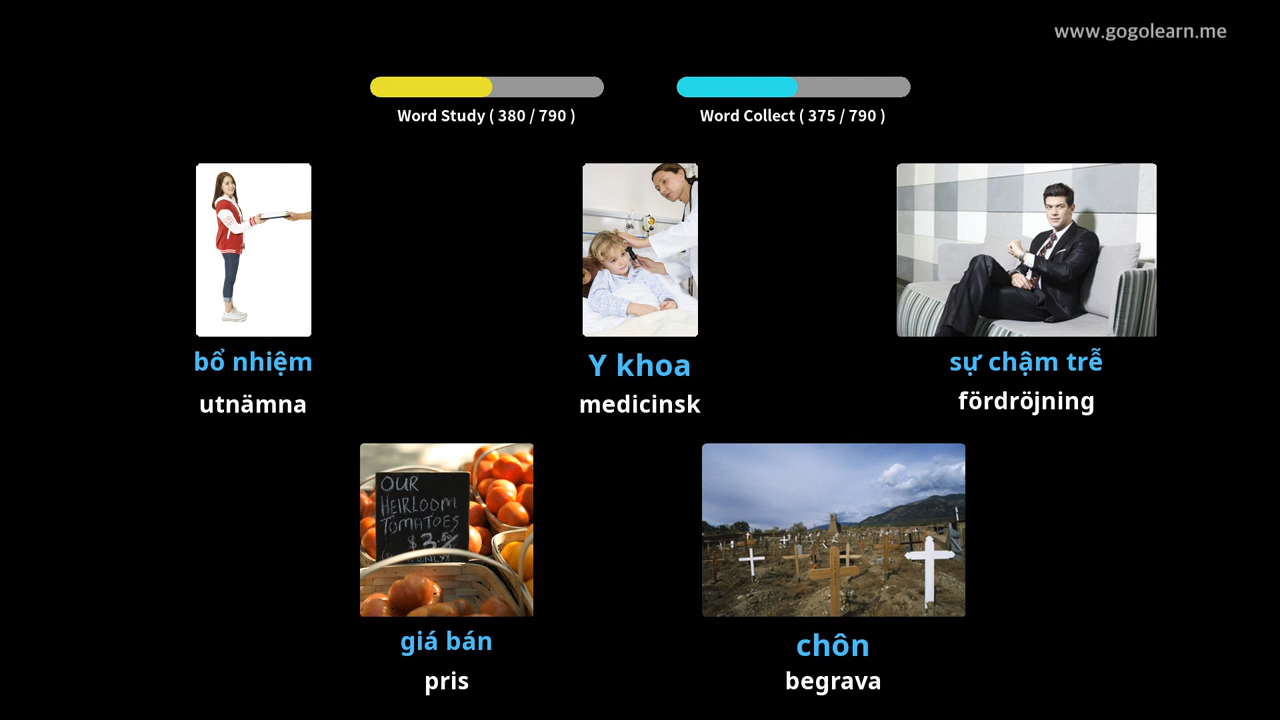 www.gogolearn.me
Word Study ( 380 / 790 )
Word Collect ( 375 / 790 )
bổ nhiệm
utnämna
Y khoa
medicinsk
sự chậm trễ
fördröjning
OUR
HEIRLOOM
TOMATOES
giá bán
pris
chôn
begrava